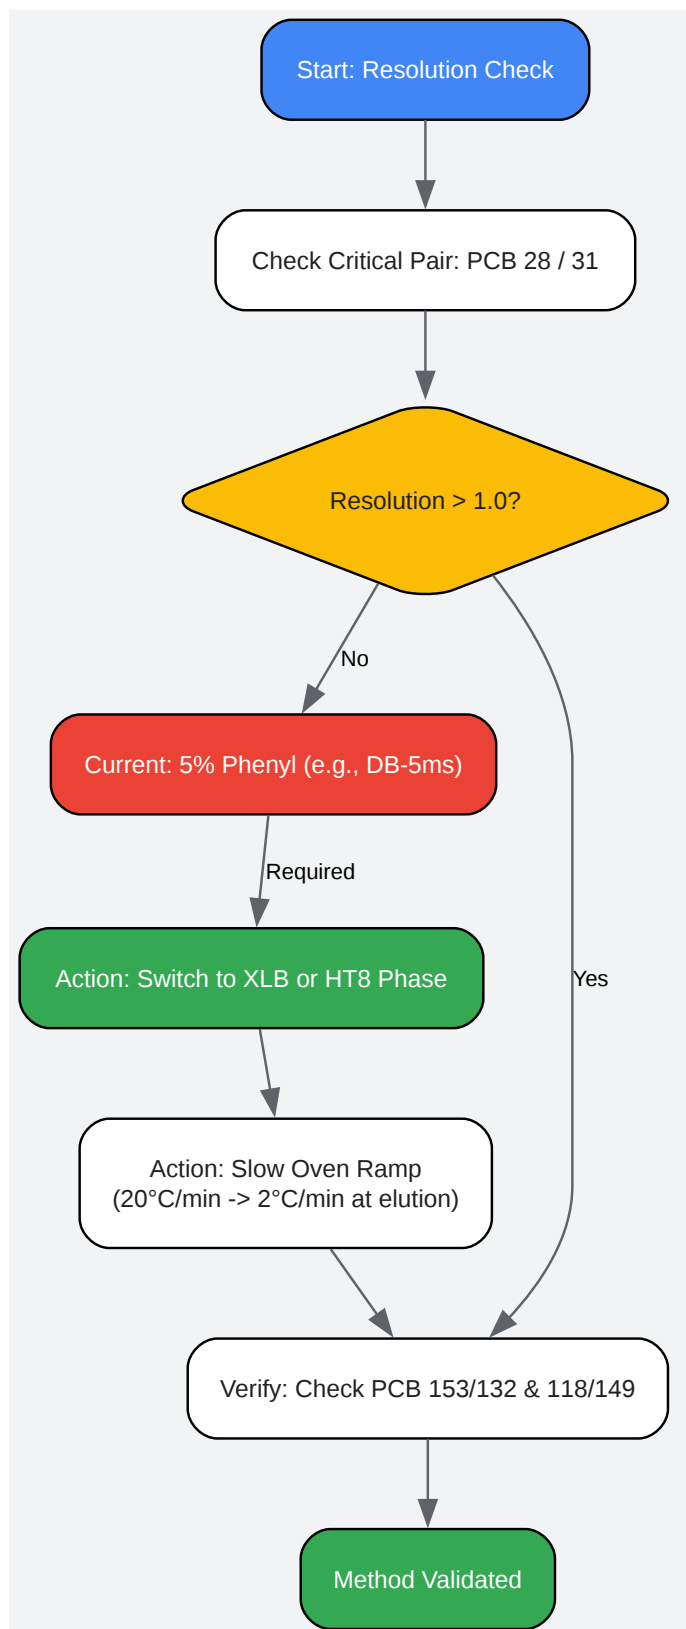 Start: Resolution Check
Check Critical Pair: PCB 28 / 31
Resolution > 1.0?
No
Current: 5% Phenyl (e.g., DB-5ms)
Required
Action: Switch to XLB or HT8 Phase
Yes
Action: Slow Oven Ramp
(20°C/min -> 2°C/min at elution)
Verify: Check PCB 153/132 & 118/149
Method Validated